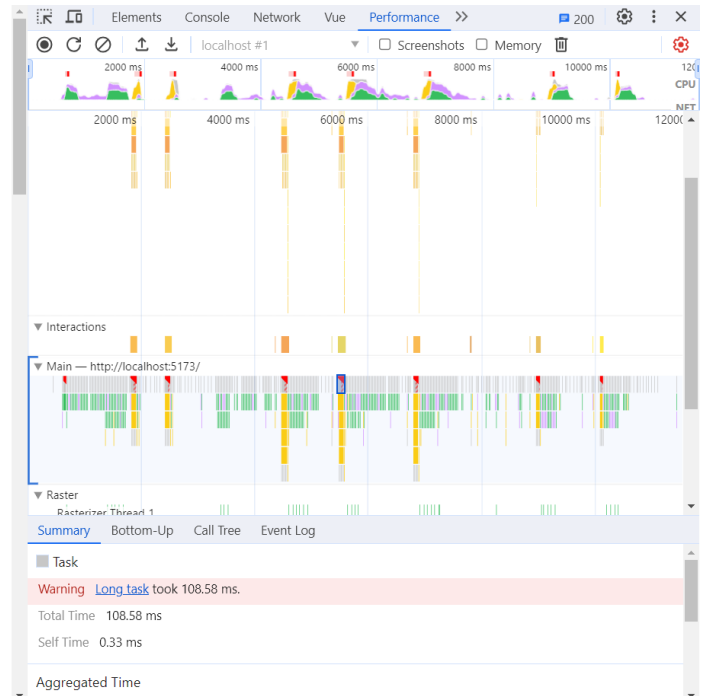 Elements Console Network Vue Performance 200
localhost #1 Screenshots Memory
2000 ms 4000 ms 6000 ms 8000 ms 10000 ms 120
CPU
NET
2000 ms 4000 ms 6000 ms 8000 ms 10000 ms 12000
Interactions
Main — http://localhost:5173/
Raster
Rasterizer Thread 1
Summary Bottom-Up Call Tree Event Log
Task
Warning Long task took 108.58 ms.
Total Time 108.58 ms
Self Time 0.33 ms
Aggregated Time